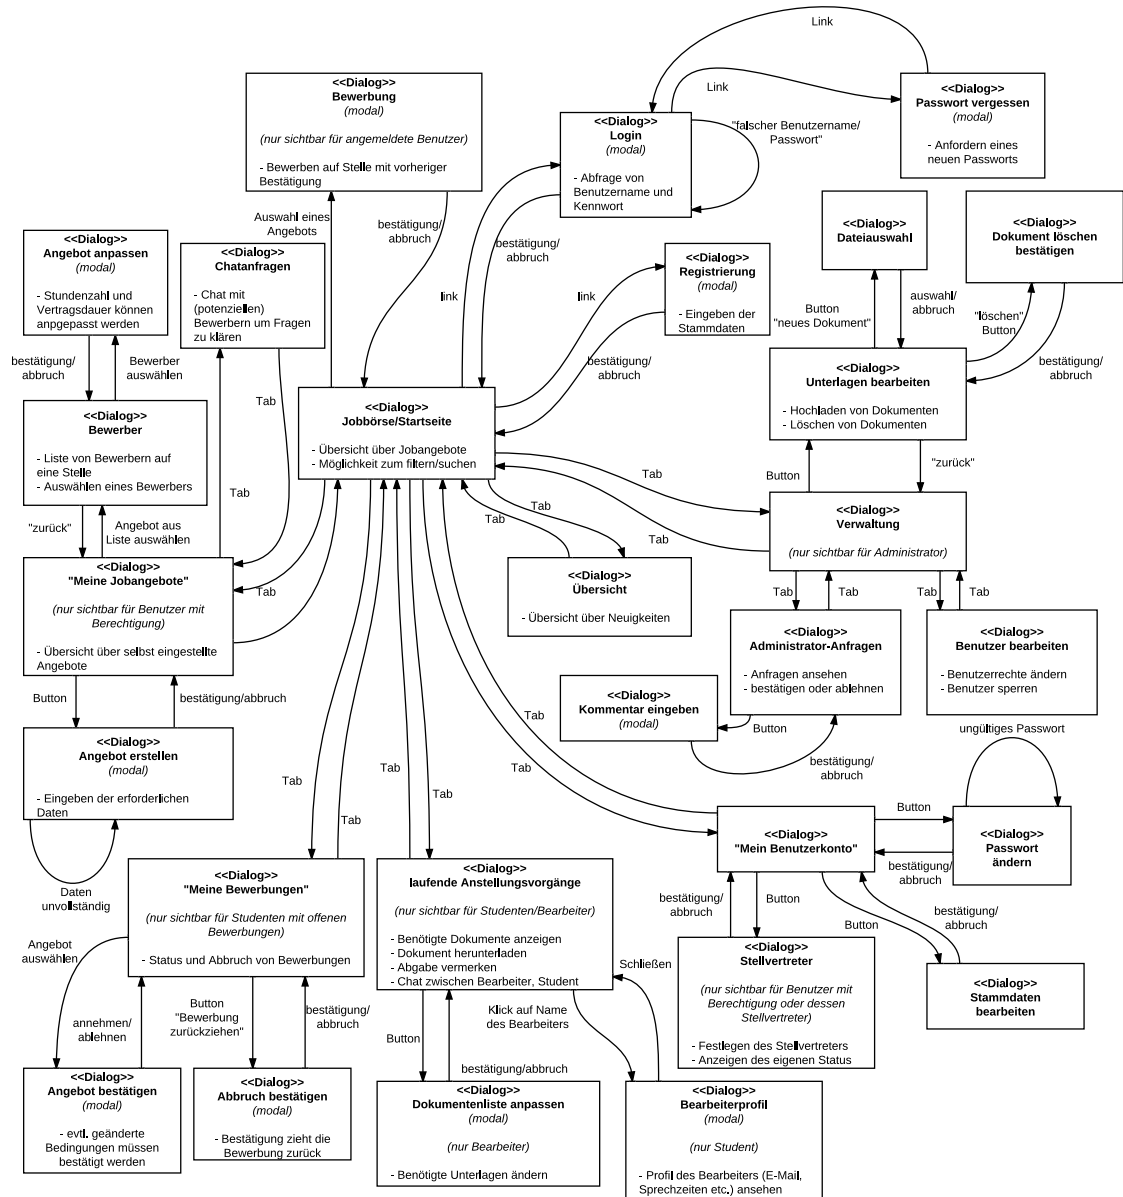 Link
<<Dialog>>
Bewerbung
(modal)
(nur sichtbar für angemeldete Benutzer)
- Bewerben auf Stelle mit vorheriger
Bestätigung
<<Dialog>>
Login
(modal)
- Abfrage von
Benutzername und
Kennwort
Link
"falscher Benutzername/
Passwort"
<<Dialog>>
Passwort vergessen
(modal)
- Anfordern eines
neuen Passworts
Auswahl eines
Angebots
bestätigung/
abbruch
bestätigung/
abbruch
<<Dialog>>
Angebot anpassen
(modal)
- Stundenzahl und
Vertragsdauer können
anpgepasst werden
<<Dialog>>
Chatanfragen
- Chat mit
(potenziellen)
Bewerbern um Fragen
zu klären
link
<<Dialog>>
Registrierung
(modal)
- Eingeben der
Stammdaten
link
bestätigung/
abbruch
<<Dialog>>
Dateiauswahl
<<Dialog>>
Dokument löschen
bestätigen
Button
"neues Dokument"
auswahl/
abbruch
"löschen"
Button
bestätigung/
abbruch
bestätigung/
abbruch
Bewerber
auswählen
Tab
<<Dialog>>
Bewerber
- Liste von Bewerbern auf
eine Stelle
- Auswählen eines Bewerbers
<<Dialog>>
Jobbörse/Startseite
- Übersicht über Jobangebote
- Möglichkeit zum filtern/suchen
<<Dialog>>
Unterlagen bearbeiten
- Hochladen von Dokumenten
- Löschen von Dokumenten
Tab
Tab
Button
"zurück"
"zurück"
Angebot aus
Liste auswählen
Tab
Tab
Tab
<<Dialog>>
Verwaltung
(nur sichtbar für Administrator)
<<Dialog>>
"Meine Jobangebote"
(nur sichtbar für Benutzer mit
Berechtigung)
- Übersicht über selbst eingestellte
Angebote
Tab
<<Dialog>>
Übersicht
- Übersicht über Neuigkeiten
Tab
Tab
Tab
Tab
<<Dialog>>
Administrator-Anfragen
- Anfragen ansehen
- bestätigen oder ablehnen
<<Dialog>>
Benutzer bearbeiten
- Benutzerrechte ändern
- Benutzer sperren
Button
bestätigung/abbruch
<<Dialog>>
Kommentar eingeben
(modal)
Button
bestätigung/
abbruch
ungültiges Passwort
<<Dialog>>
Angebot erstellen
(modal)
- Eingeben der erforderlichen
Daten
Daten
unvollständig
Tab
Tab
Tab
Tab
Tab
Tab
<<Dialog>>
"Mein Benutzerkonto"
Button
bestätigung/
abbruch
<<Dialog>>
Passwort
ändern
<<Dialog>>
"Meine Bewerbungen"
(nur sichtbar für Studenten mit offenen
Bewerbungen)
- Status und Abbruch von Bewerbungen
<<Dialog>>
laufende Anstellungsvorgänge
(nur sichtbar für Studenten/Bearbeiter)
- Benötigte Dokumente anzeigen
- Dokument herunterladen
- Abgabe vermerken
- Chat zwischen Bearbeiter, Student
bestätigung/
abbruch
Button
Button
bestätigung/
abbruch
Angebot
auswählen
Schließen
<<Dialog>>
Stellvertreter
(nur sichtbar für Benutzer mit
Berechtigung oder dessen
Stellvertreter)
- Festlegen des Stellvertreters
- Anzeigen des eigenen Status
<<Dialog>>
Stammdaten
bearbeiten
annehmen/
ablehnen
Button
"Bewerbung
zurückziehen"
bestätigung/
abbruch
Button
bestätigung/abbruch
Klick auf Name
des Bearbeiters
<<Dialog>>
Angebot bestätigen
(modal)
- evtl. geänderte
Bedingungen müssen
bestätigt werden
<<Dialog>>
Abbruch bestätigen
(modal)
- Bestätigung zieht die
Bewerbung zurück
<<Dialog>>
Dokumentenliste anpassen
(modal)
(nur Bearbeiter)
- Benötigte Unterlagen ändern
<<Dialog>>
Bearbeiterprofil
(modal)
(nur Student)
- Profil des Bearbeiters (E-Mail,
Sprechzeiten etc.) ansehen